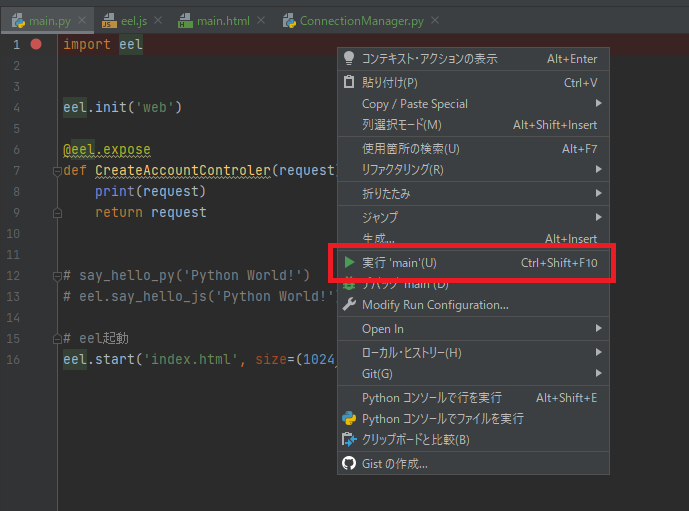 main.py eel.js main.html ConnectionManager.py
1 import eel
2
3
4 eel.init('web')
5
6 @eel.expose
7 def CreateAccountControler(request)
8 print(request)
9 return request
10
11
12 # say_hello_py('Python World!')
13 # eel.say_hello_js('Python World!'
14
15 # eel起動
16 eel.start('index.html', size=(1024,
コンテキスト・アクションの表示 Alt+Enter
貼り付け(P) Ctrl+V
Copy / Paste Special
列選択モード(M) Alt+Shift+Insert
使用箇所の検索(U) Alt+F7
リファクタリング(R)
折りたたみ
ジャンプ
生成... Alt+Insert
実行 'main'(U) Ctrl+Shift+F10
デバッグ 'main'(D)
Modify Run Configuration...
Open In
ローカル・ヒストリー(H)
Git(G)
Python コンソールで行を実行 Alt+Shift+E
Python コンソールでファイルを実行
クリップボードと比較(B)
Gist の作成...